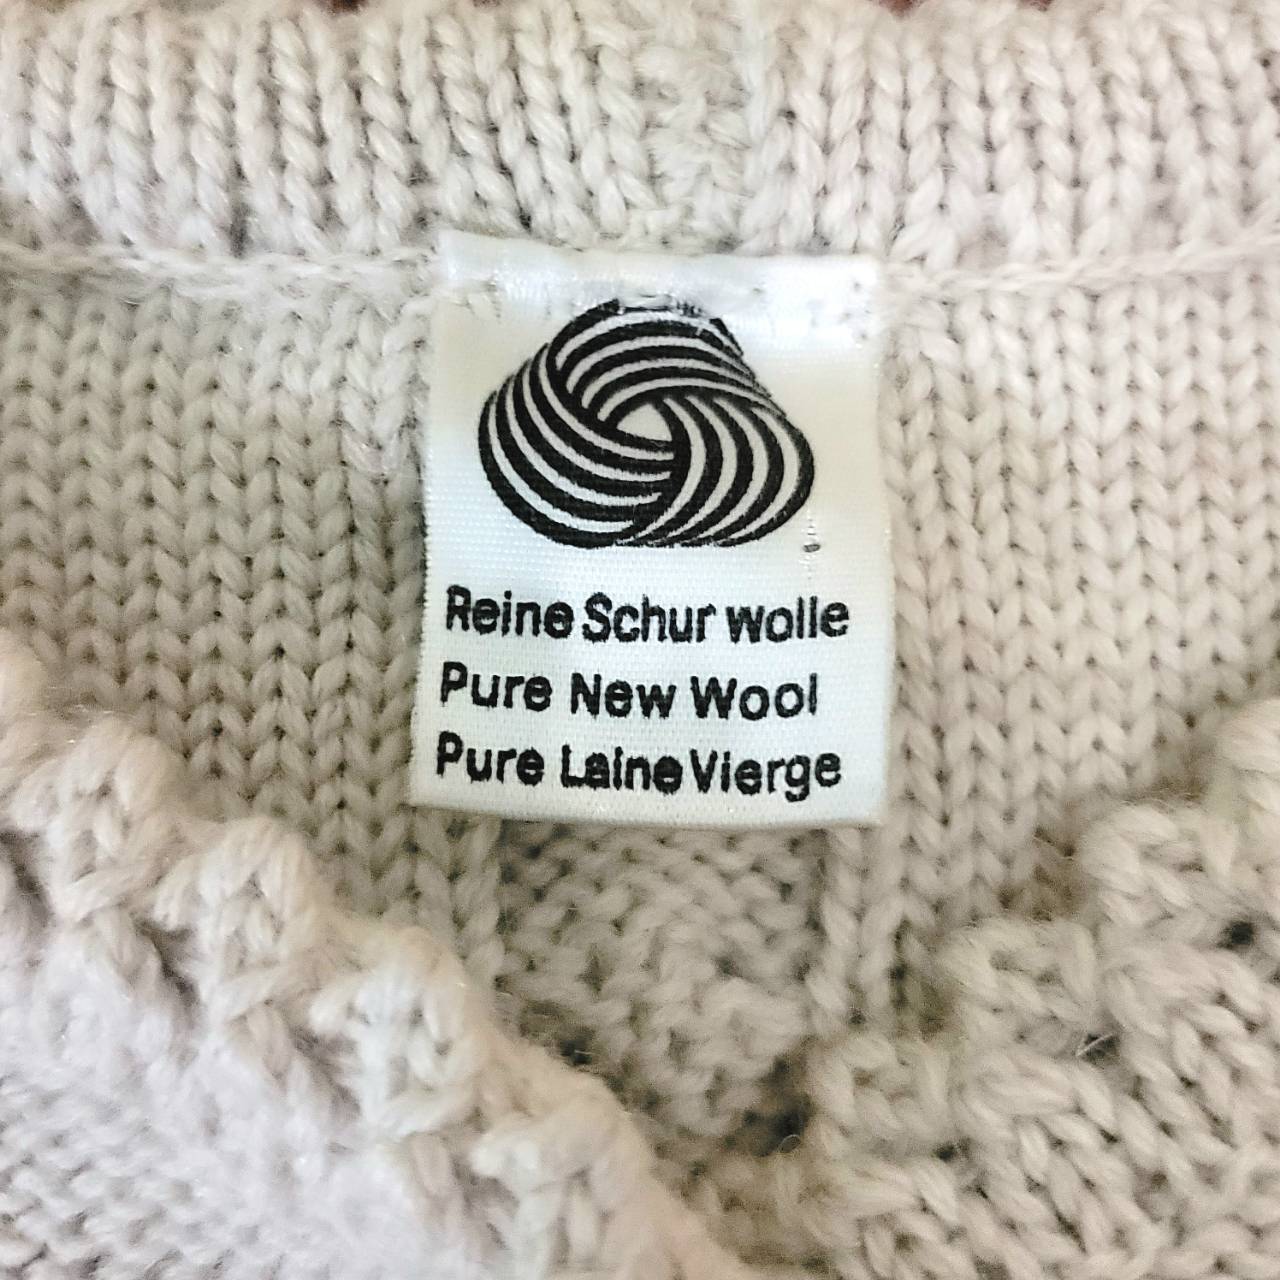 Reine Schur wolle
Pure New Wool
Pure Laine Vierge